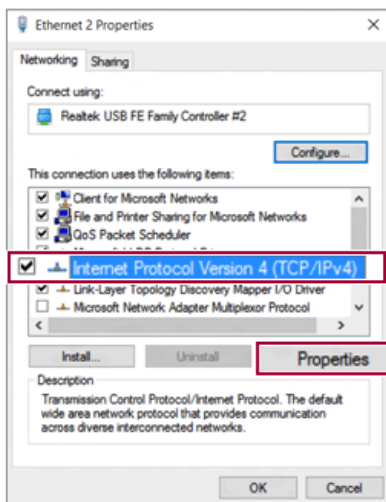 Ethernet 2 Properties
Networking Sharing
Connect using:
Realtek USB FE Family Controller #2
Configure...
This connection uses the following items:
Client for Microsoft Networks
File and Printer Sharing for Microsoft Networks
QoS Packet Scheduler
Internet Protocol Version 4 (TCP/IPv4)
Link-Layer Topology Discovery Mapper I/O Driver
Microsoft Network Adapter Multiplexor Protocol
Install... Uninstall Properties
Description
Transmission Control Protocol/Internet Protocol. The default
wide area network protocol that provides communication
across diverse interconnected networks.
OK Cancel